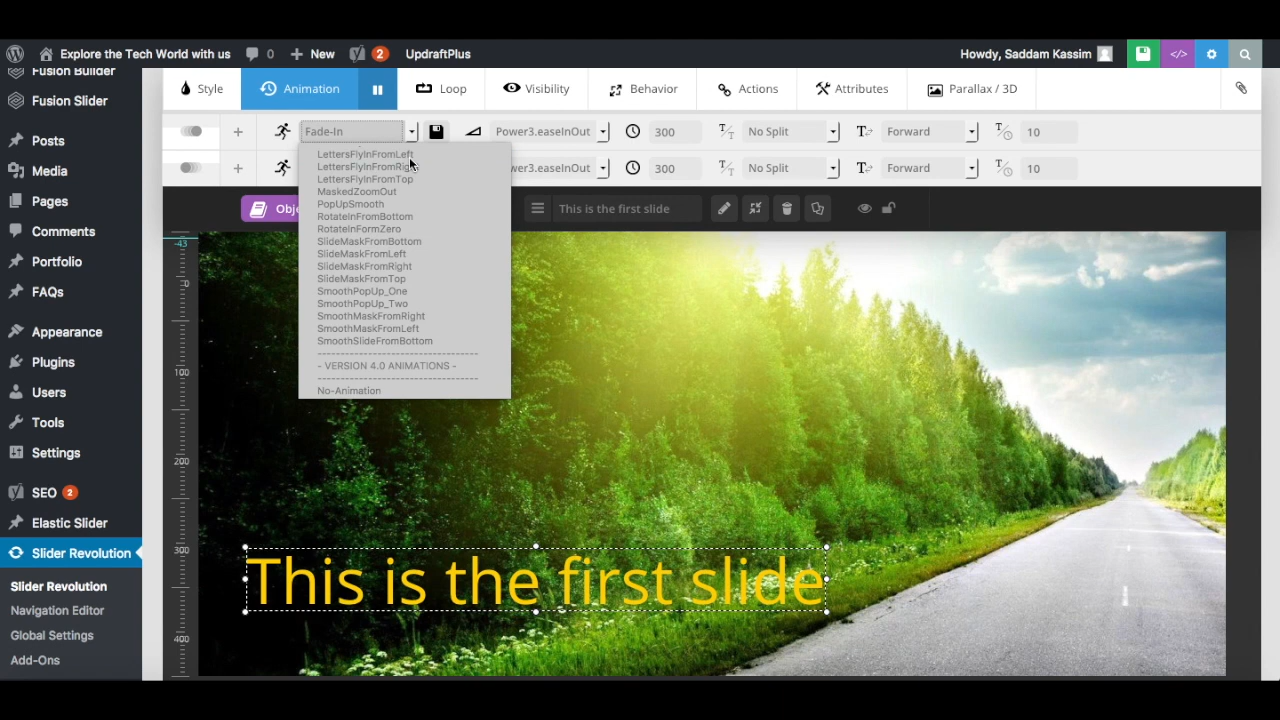 Explore the Tech World with us 0 New 2 UpdraftPlus Howdy, Saddam Kassim
Fusion Builder
Fusion Slider
Posts
Media
Pages
Comments
Portfolio
FAQs
Appearance
Plugins
Users
Tools
Settings
SEO 2
Elastic Slider
Slider Revolution
Slider Revolution
Navigation Editor
Global Settings
Add-Ons
Style Animation Loop Visibility Behavior Actions Attributes Parallax / 3D
Fade-In Power3.easeInOut 300 No Split Forward 10
wer3.easeInOut 300 No Split Forward 10
LettersFlyInFromLeft
LettersFlyInFromRight
LettersFlyInFromTop
MaskedZoomOut
PopUpSmooth
RotateInFromBottom
RotateInFormZero
SlideMaskFromBottom
SlideMaskFromLeft
SlideMaskFromRight
SlideMaskFromTop
SmoothPopUp_One
SmoothPopUp_Two
SmoothMaskFromRight
SmoothMaskFromLeft
SmoothSlideFromBottom
-----------------------------------
- VERSION 4.0 ANIMATIONS -
-----------------------------------
No-Animation
Obje This is the first slide
-43
0
100
200
300
400
This is the first slide